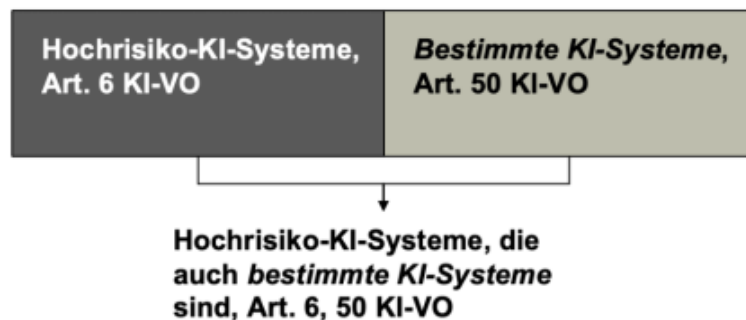 Hochrisiko-KI-Systeme,
Art. 6 KI-VO
Bestimmte KI-Systeme,
Art. 50 KI-VO
Hochrisiko-KI-Systeme, die
auch bestimmte KI-Systeme
sind, Art. 6, 50 KI-VO